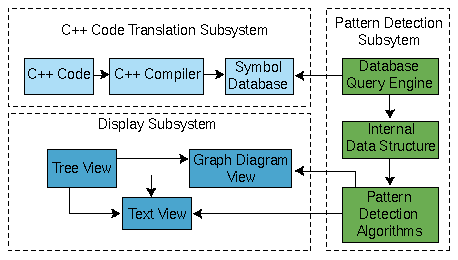 C++ Code Translation Subsystem
C++ Code
C++ Compiler
Symbol
Database
Pattern Detection
Subsytem
Database
Query Engine
Internal
Data Structure
Pattern
Detection
Algorithms
Display Subsystem
Tree View
Graph Diagram
View
Text View